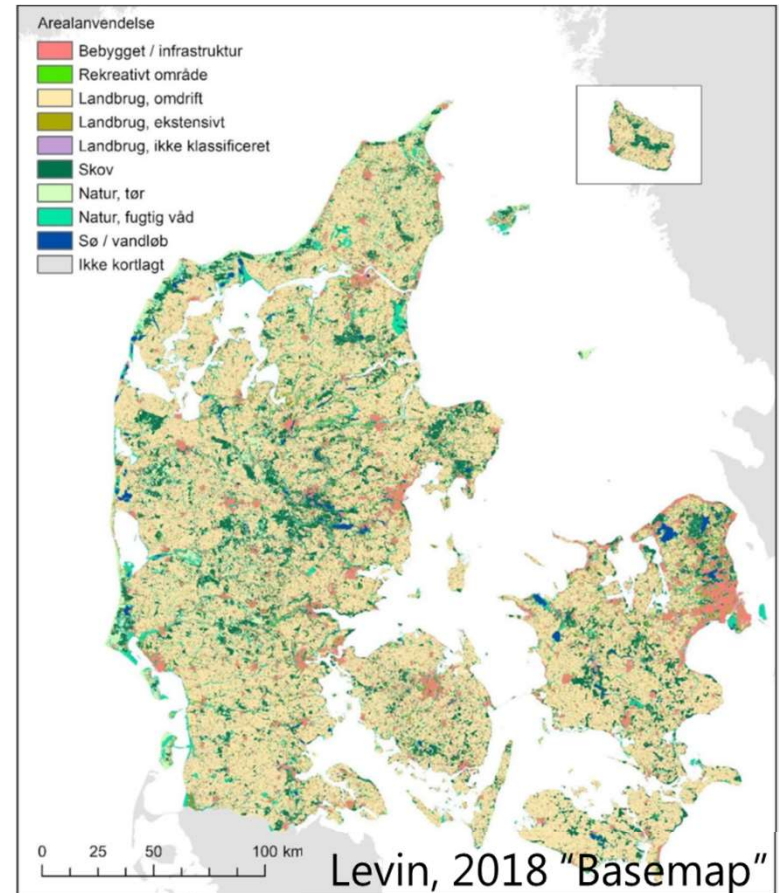 Arealanvendelse
Bebygget / infrastruktur
Rekreativt område
Landbrug, omdrift
Landbrug, ekstensivt
Landbrug, ikke klassificeret
Skov
Natur, tør
Natur, fugtig våd
Sø / vandløb
Ikke kortlagt
0 25 50 100 km
Levin, 2018 "Basemap"